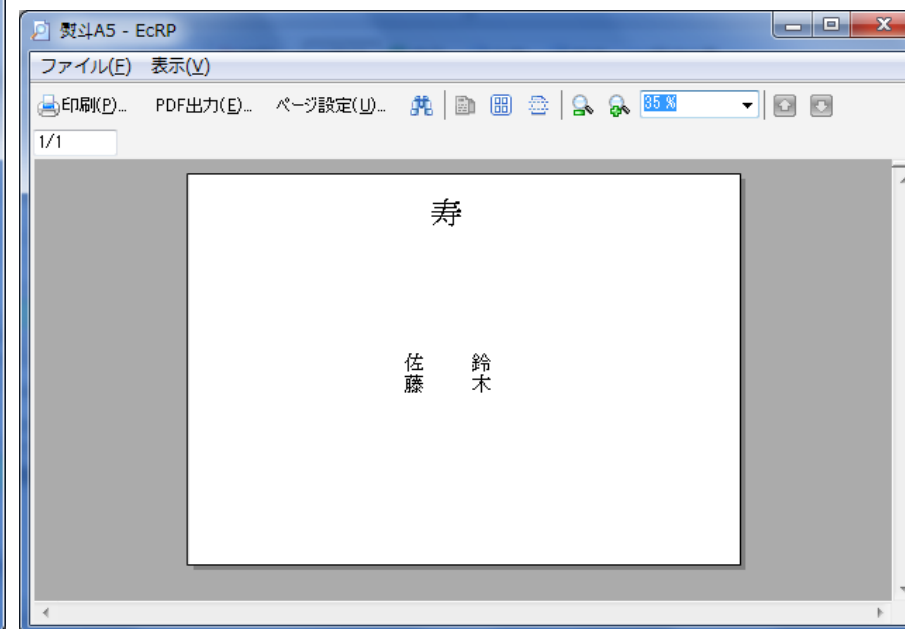 熨斗A5 - EcRP
ファイル(F) 表示(V)
印刷(P)... PDF出力(E)... ページ設定(U)... 35 %
1/1
寿
鈴木
佐藤